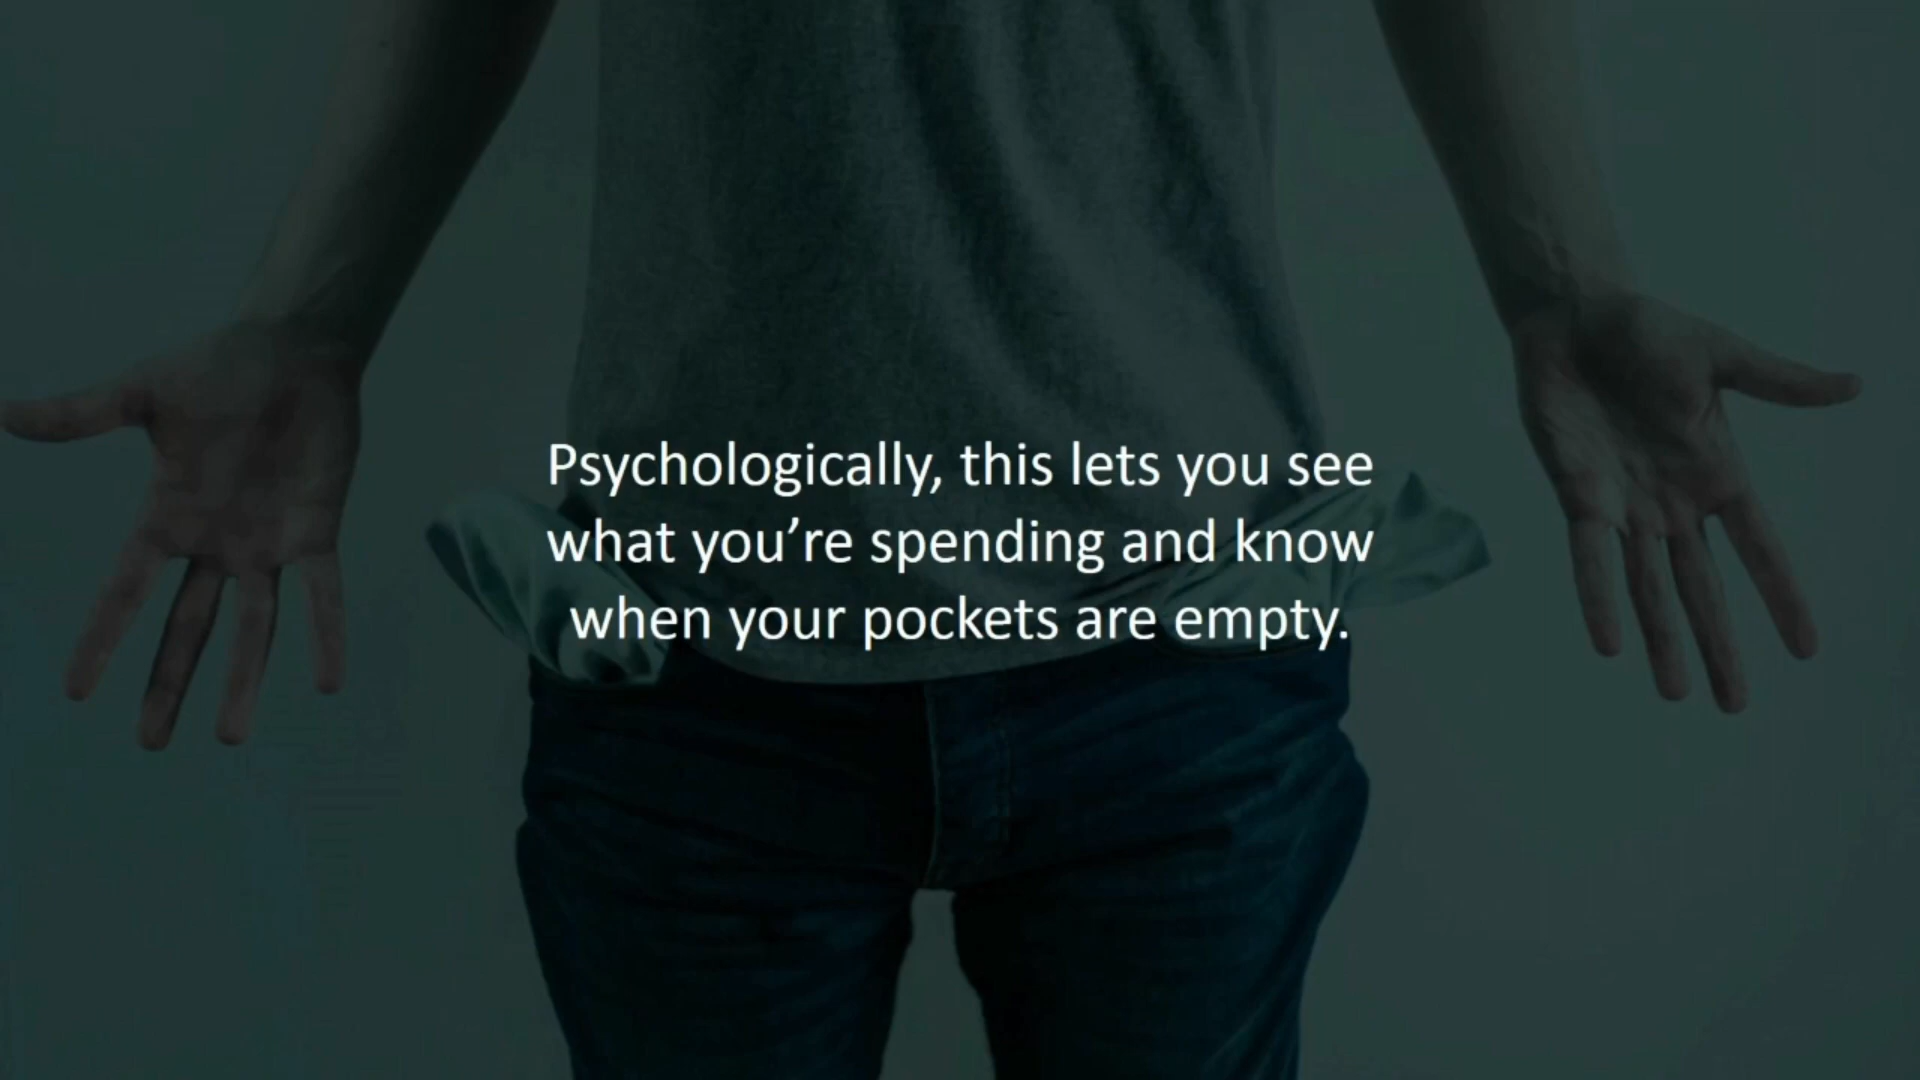 Psychologically, this lets you see
what you’re spending and know
when your pockets are empty.